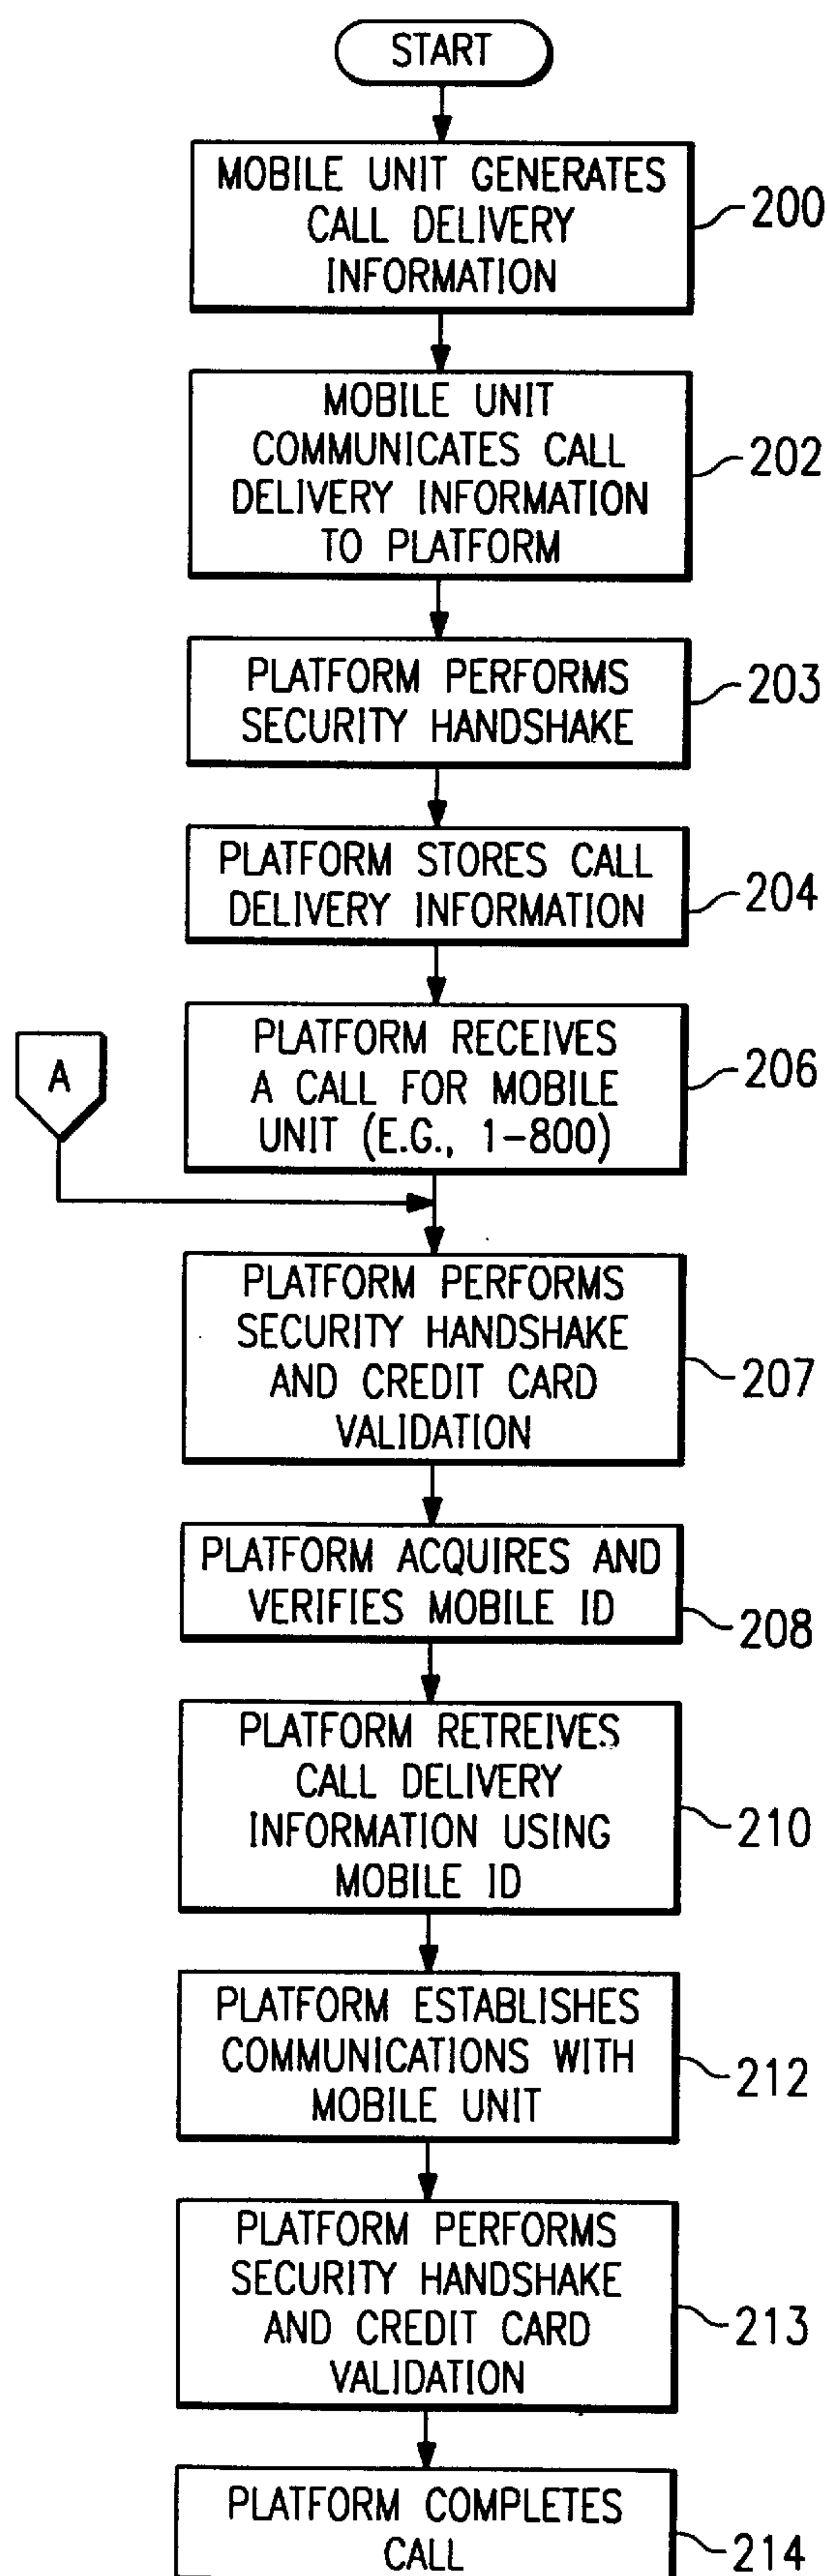 START
MOBILE UNIT GENERATES
CALL DELIVERY
INFORMATION
200
MOBILE UNIT
COMMUNICATES CALL
DELIVERY INFORMATION
TO PLATFORM
202
PLATFORM PERFORMS
SECURITY HANDSHAKE
203
PLATFORM STORES CALL
DELIVERY INFORMATION
204
PLATFORM RECEIVES
A CALL FOR MOBILE
UNIT (E.G., 1-800)
206
A
PLATFORM PERFORMS
SECURITY HANDSHAKE
AND CREDIT CARD
VALIDATION
207
PLATFORM ACQUIRES AND
VERIFIES MOBILE ID
208
PLATFORM RETREIVES
CALL DELIVERY
INFORMATION USING
MOBILE ID
210
PLATFORM ESTABLISHES
COMMUNICATIONS WITH
MOBILE UNIT
212
PLATFORM PERFORMS
SECURITY HANDSHAKE
AND CREDIT CARD
VALIDATION
213
PLATFORM COMPLETES
CALL
214